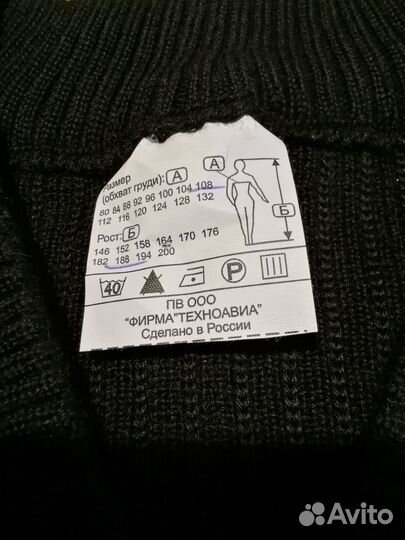 Размер
(обхват груди): А
80 84 88 92 96 100 104 108
112 116 120 124 128 132
Рост: Б
146 152 158 164 170 176
182 188 194 200
А
Б
40 P
ПВ ООО
"ФИРМА"ТЕХНОАВИА"
Сделано в России
Avito